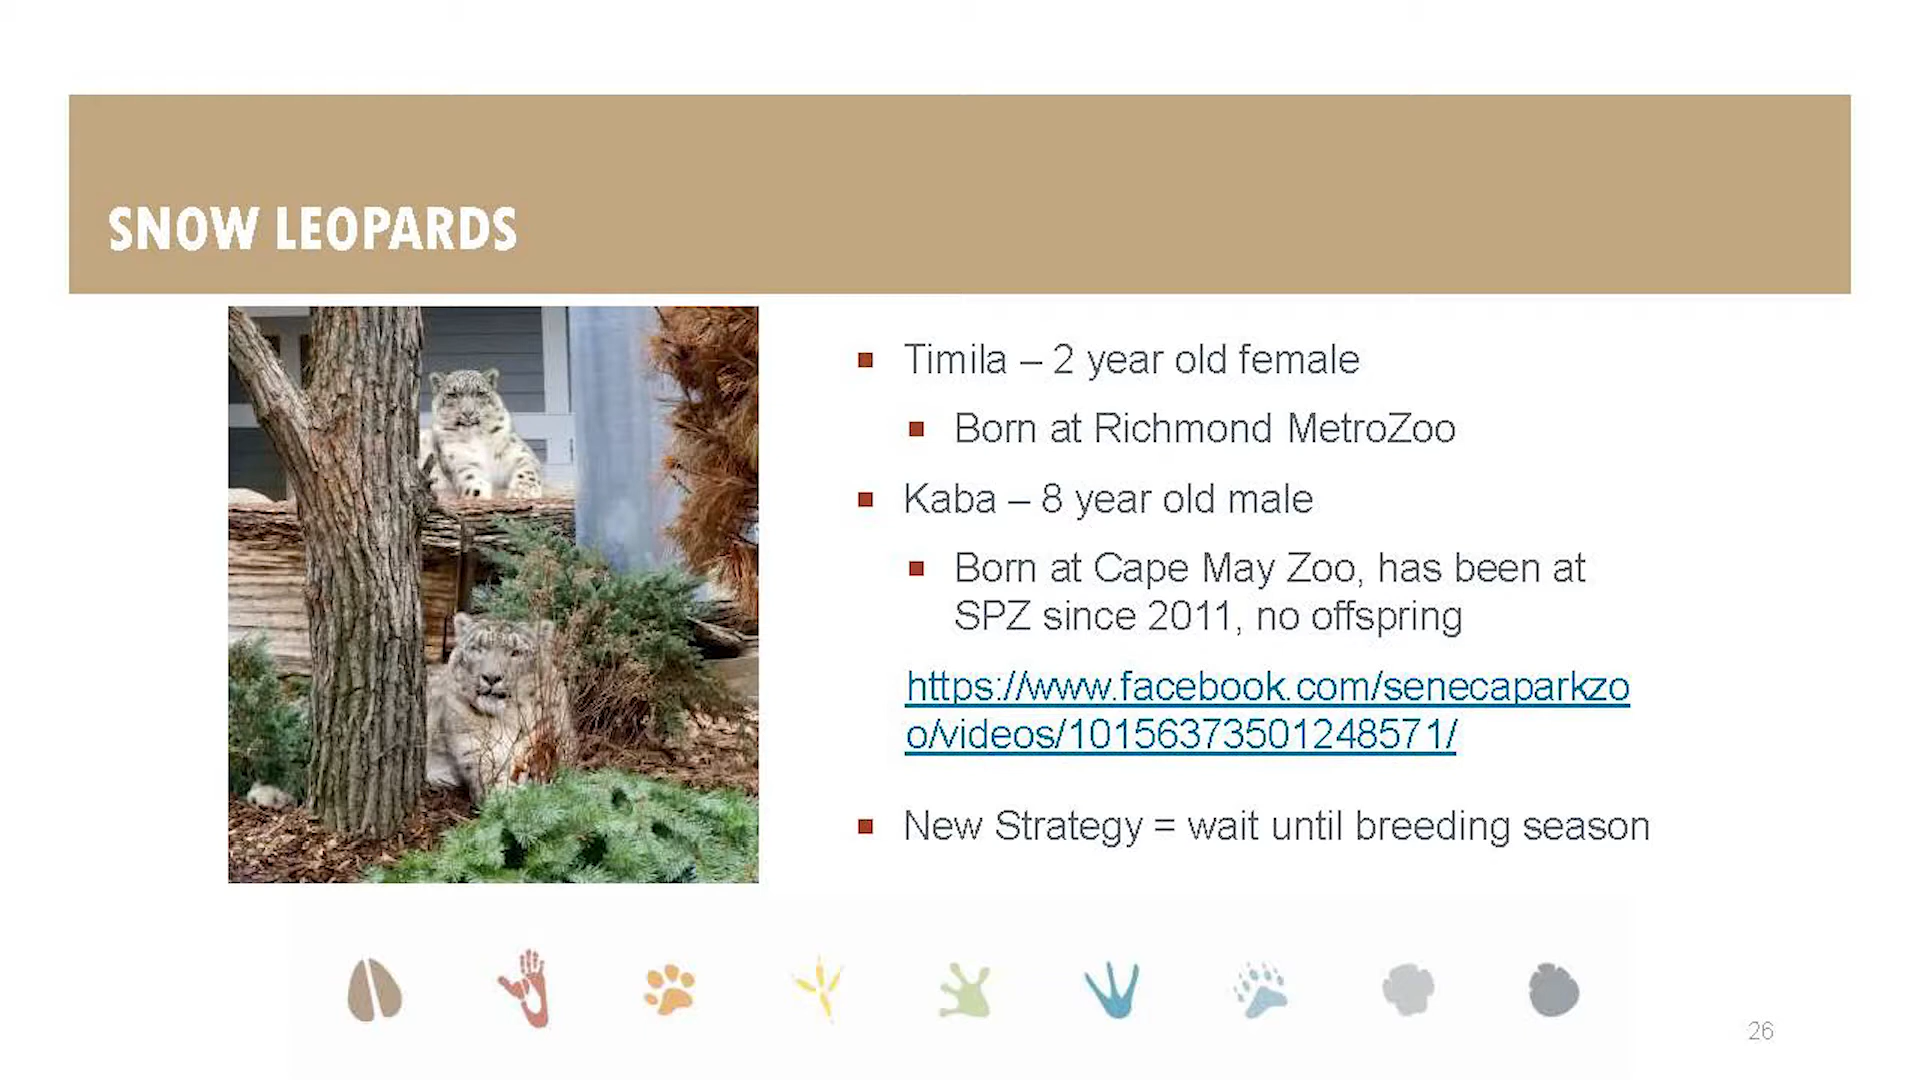 SNOW LEOPARDS
Timila – 2 year old female
Born at Richmond MetroZoo
Kaba – 8 year old male
Born at Cape May Zoo, has been at
SPZ since 2011, no offspring
https://www.facebook.com/senecaparkzo
o/videos/10156373501248571/
New Strategy = wait until breeding season
26